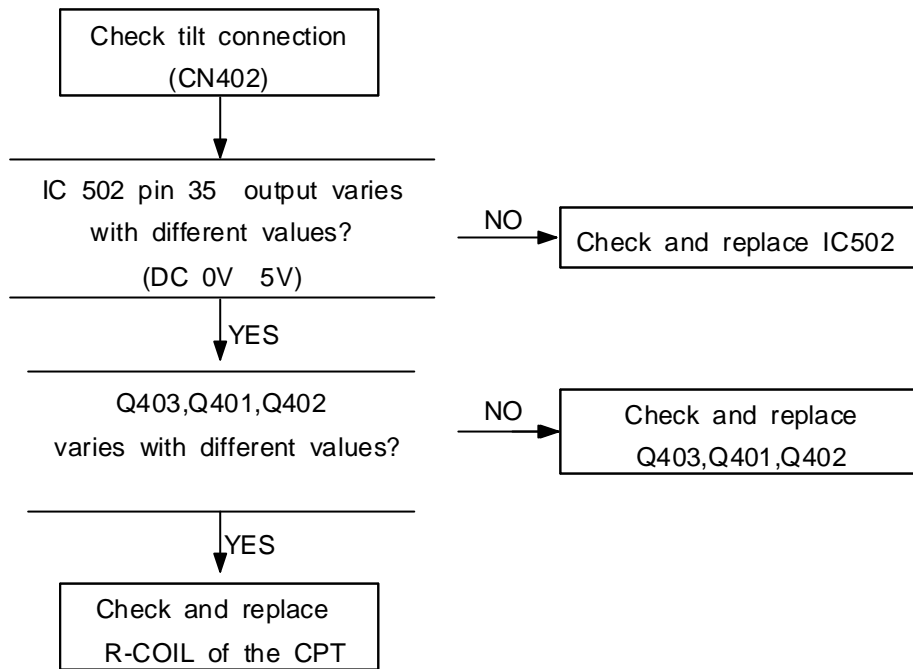 Check tilt connection
(CN402)
IC 502 pin 35 output varies
with different values?
(DC 0V 5V)
NO
Check and replace IC502
YES
Q403,Q401,Q402
varies with different values?
NO
Check and replace
Q403,Q401,Q402
YES
Check and replace
R-COIL of the CPT